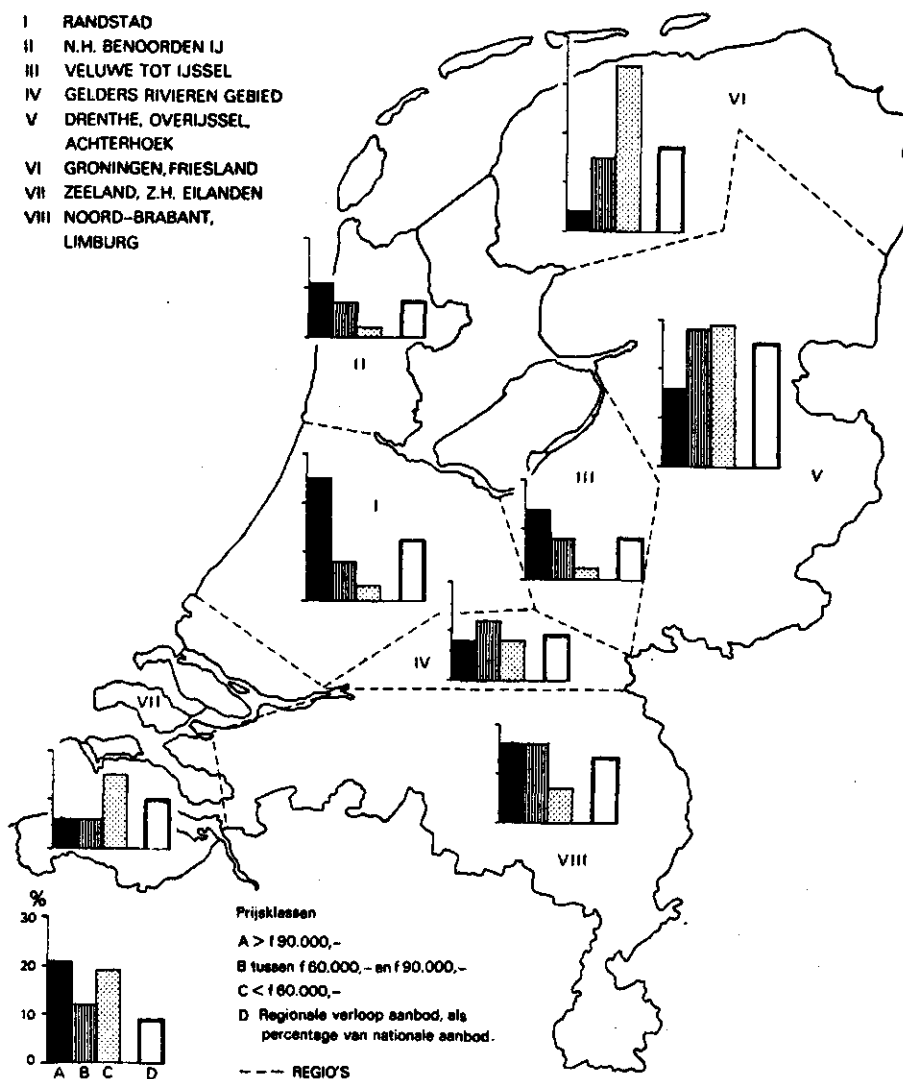 I RANDSTAD
II N.H. BENOORDEN IJ
III VELUWE TOT IJSSEL
IV GELDERS RIVIEREN GEBIED
V DRENTHE, OVERIJSSEL,
ACHTERHOEK
VI GRONINGEN, FRIESLAND
VII ZEELAND, Z.H. EILANDEN
VIII NOORD-BRABANT,
LIMBURG
VI
II
III
V
I
IV
VII
VIII
%
30
20
10
0
A B C D
Prijsklassen
A > f 90.000,-
B tussen f 60.000,- en f 90.000,-
C < f 60.000,-
D Regionale verloop aanbod, als
percentage van nationale aanbod.
--- REGIO'S